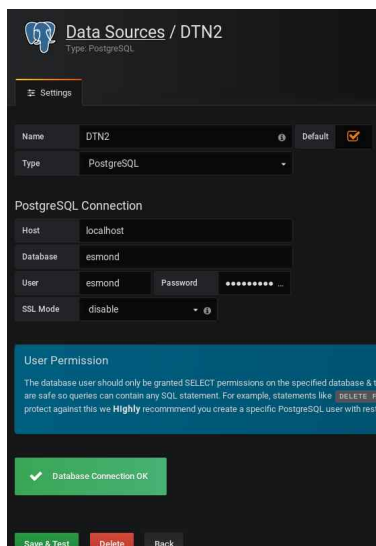 Data Sources / DTN2
Type: PostgreSQL
Settings
Name DTN2 Default
Type PostgreSQL
PostgreSQL Connection
Host localhost
Database esmond
User esmond Password ●●●●●●●●● ...
SSL Mode disable
User Permission
The database user should only be granted SELECT permissions on the specified database & t
are safe so queries can contain any SQL statement. For example, statements like DELETE F
protect against this we Highly recommmend you create a specific PostgreSQL user with rest
Database Connection OK
Save & Test Delete Back